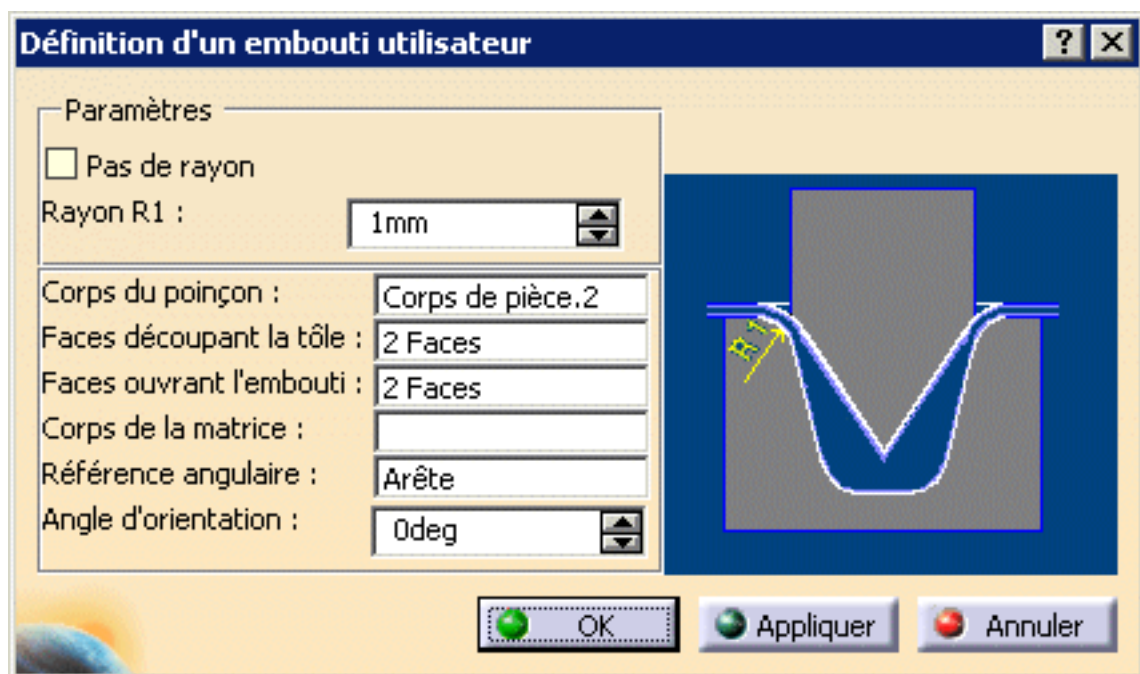 Définition d'un embouti utilisateur
Paramètres
Pas de rayon
Rayon R1 : 1mm
Corps du poinçon : Corps de pièce.2
Faces découpant la tôle : 2 Faces
Faces ouvrant l'embouti : 2 Faces
Corps de la matrice :
Référence angulaire : Arête
Angle d'orientation : 0deg
R1
OK Appliquer Annuler